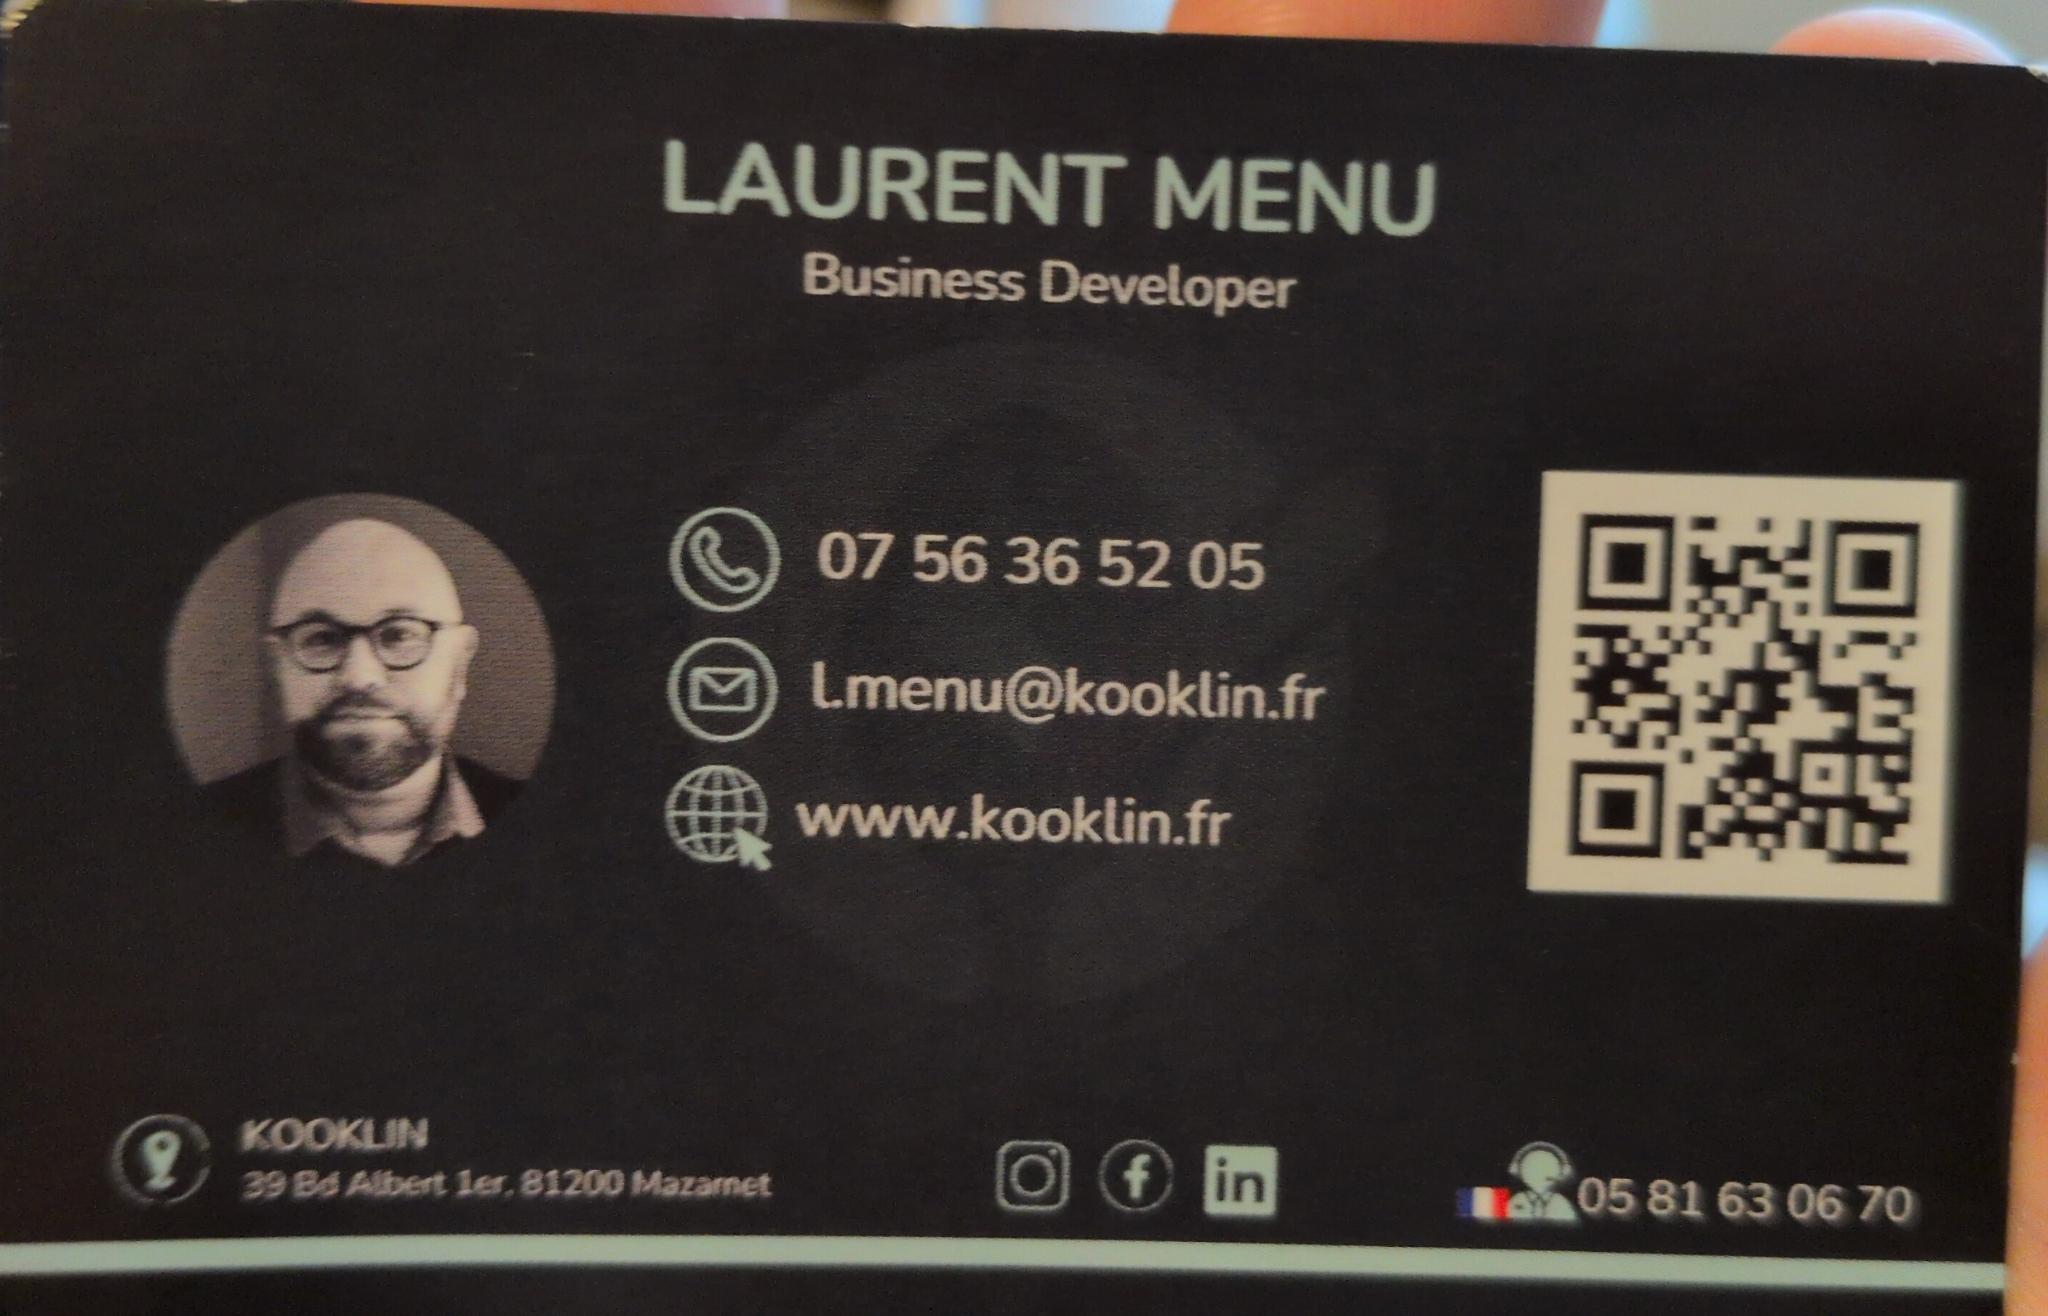 LAURENT MENU
Business Developer
07 56 36 52 05
l.menu@kooklin.fr
www.kooklin.fr
KOOKLIN
39 Bd Albert 1er, 81200 Mazamet
in
05 81 63 06 70